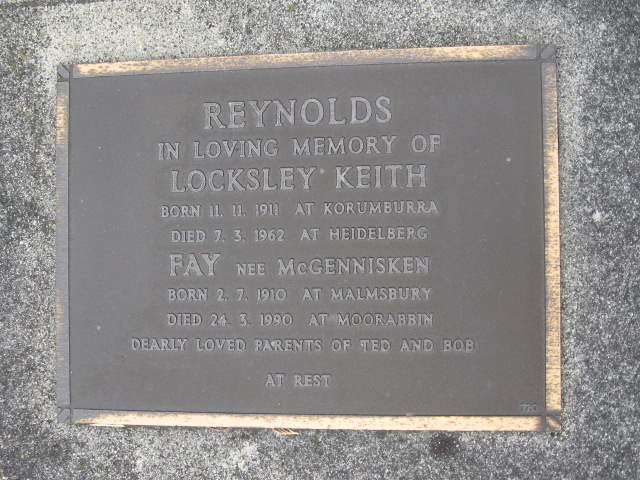 REYNOLDS
IN LOVING MEMORY OF
LOCKSLEY KEITH
BORN 11. 11. 1911 AT KORUMBURRA
DIED 7. 3. 1962 AT HEIDELBERG
FAY NEE McGENNISKEN
BORN 2. 7. 1910 AT MALMSBURY
DIED 24. 3. 1990 AT MOORABBIN
DEARLY LOVED PARENTS OF TED AND BOB
AT REST